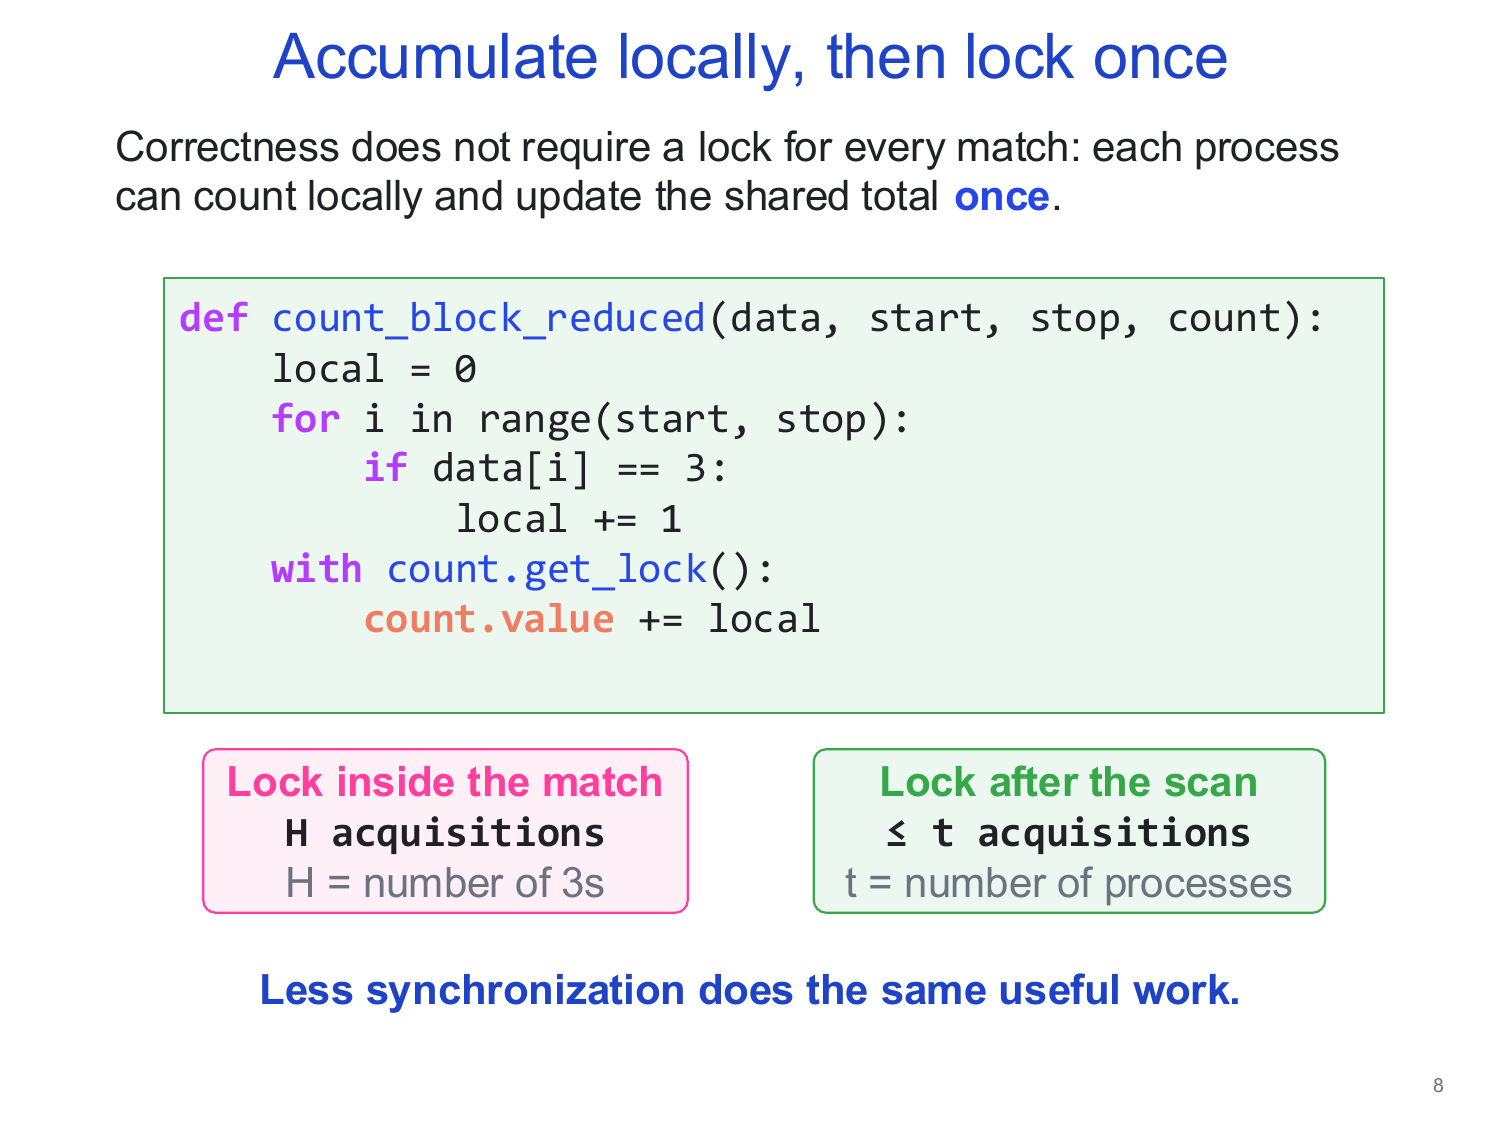 Accumulate locally, then lock once
Correctness does not require a lock for every match: each process
can count locally and update the shared total once.
def count_block_reduced(data, start, stop, count):
    local = 0
    for i in range(start, stop):
        if data[i] == 3:
            local += 1
    with count.get_lock():
        count.value += local
Lock inside the match
H acquisitions
H = number of 3s
Lock after the scan
≤ t acquisitions
t = number of processes
Less synchronization does the same useful work.
8